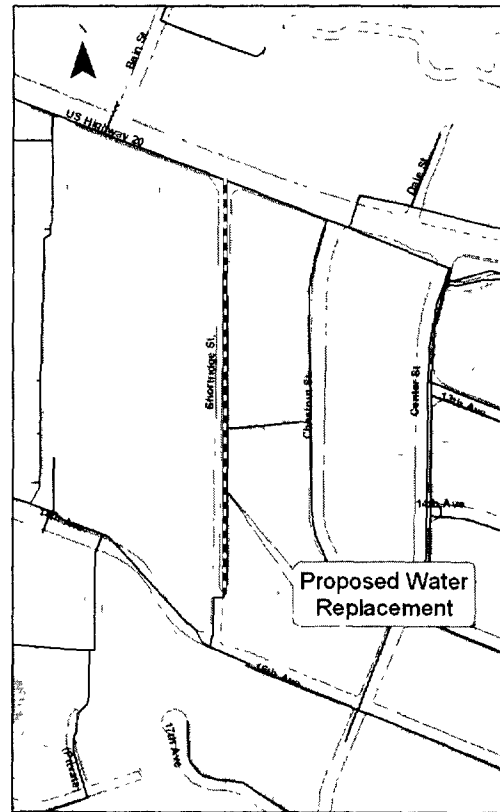 Bain St.
US Highway 20
Dale St.
Shortridge St.
Chestnut St.
Center St.
13th Ave
14th Ave
Proposed Water
Replacement
16th Ave
17th Ave